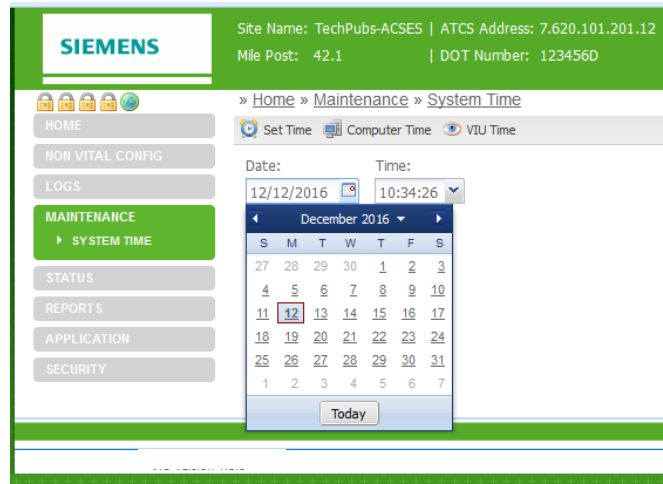 SIEMENS
Site Name: TechPubs-ACSES | ATCS Address: 7.620.101.201.12
Mile Post: 42.1 | DOT Number: 123456D
» Home » Maintenance » System Time
Set Time Computer Time VIU Time
HOME
NON VITAL CONFIG
LOGS
MAINTENANCE
SYSTEM TIME
STATUS
REPORTS
APPLICATION
SECURITY
Date: Time:
12/12/2016 10:34:26
December 2016
S M T W T F S
27 28 29 30 1 2 3
4 5 6 7 8 9 10
11 12 13 14 15 16 17
18 19 20 21 22 23 24
25 26 27 28 29 30 31
1 2 3 4 5 6 7
Today